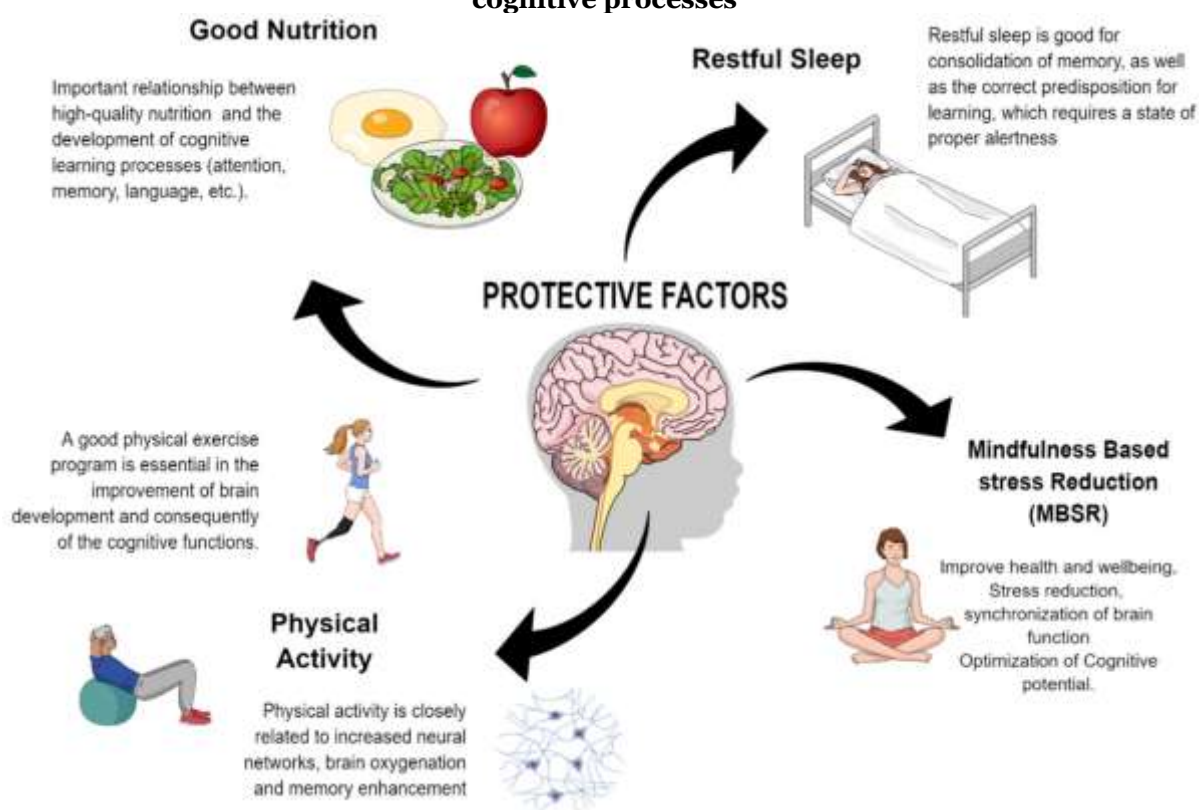 cognitive processes
Good Nutrition
Important relationship between
high-quality nutrition and the
development of cognitive
learning processes (attention,
memory, language, etc.).
Restful Sleep
Restful sleep is good for
consolidation of memory, as well
as the correct predisposition for
learning, which requires a state of
proper alertness
PROTECTIVE FACTORS
A good physical exercise
program is essential in the
improvement of brain
development and consequently
of the cognitive functions.
Mindfulness Based
stress Reduction
(MBSR)
Improve health and wellbeing,
Stress reduction,
synchronization of brain
function
Optimization of Cognitive
potential.
Physical
Activity
Physical activity is closely
related to increased neural
networks, brain oxygenation
and memory enhancement